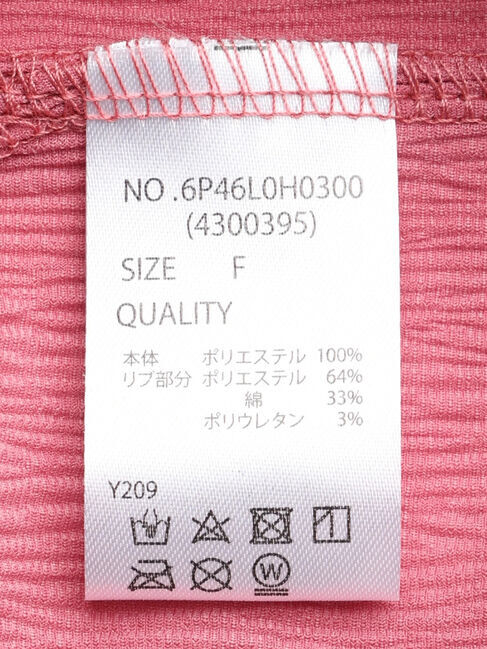 NO .6P46L0H0300
(4300395)
SIZE F
QUALITY
本体 ポリエステル 100%
リブ部分 ポリエステル 64%
綿 33%
ポリウレタン 3%
Y209
W